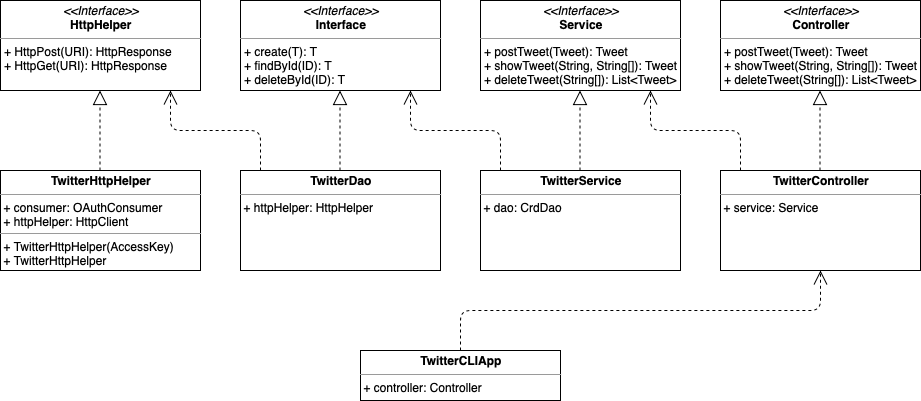 <<Interface>>
HttpHelper
+ HttpPost(URI): HttpResponse
+ HttpGet(URI): HttpResponse
<<Interface>>
Interface
+ create(T): T
+ findById(ID): T
+ deleteById(ID): T
<<Interface>>
Service
+ postTweet(Tweet): Tweet
+ showTweet(String, String[]): Tweet
+ deleteTweet(String[]): List<Tweet>
<<Interface>>
Controller
+ postTweet(Tweet): Tweet
+ showTweet(String, String[]): Tweet
+ deleteTweet(String[]): List<Tweet>
TwitterHttpHelper
+ consumer: OAuthConsumer
+ httpHelper: HttpClient
+ TwitterHttpHelper(AccessKey)
+ TwitterHttpHelper
TwitterDao
+ httpHelper: HttpHelper
TwitterService
+ dao: CrdDao
TwitterController
+ service: Service
TwitterCLIApp
+ controller: Controller